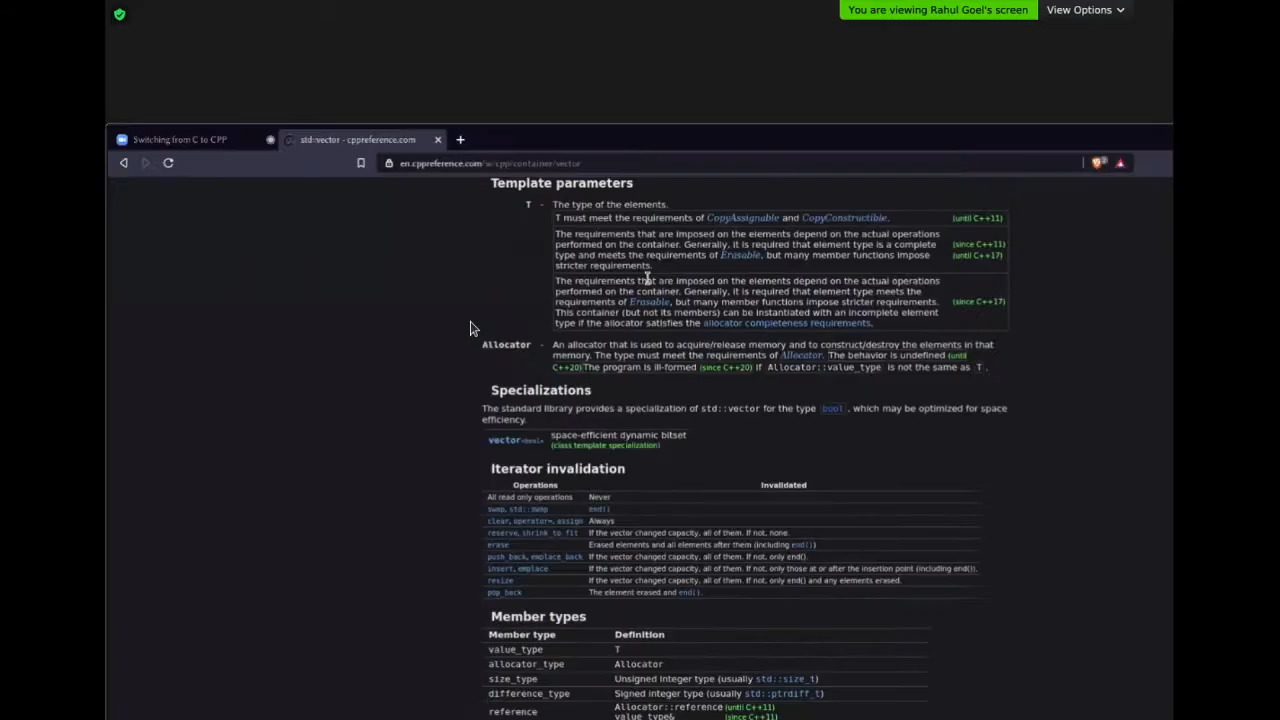 You are viewing Rahul Goel's screen
View Options
Switching from C to CPP
std::vector - cppreference.com
en.cppreference.com/w/cpp/container/vector
Template parameters
T - The type of the elements.
T must meet the requirements of CopyAssignable and CopyConstructible. (until C++11)
The requirements that are imposed on the elements depend on the actual operations
performed on the container. Generally, it is required that element type is a complete (since C++11)
type and meets the requirements of Erasable, but many member functions impose (until C++17)
stricter requirements.
The requirements that are imposed on the elements depend on the actual operations
performed on the container. Generally, it is required that element type meets the
requirements of Erasable, but many member functions impose stricter requirements. (since C++17)
This container (but not its members) can be instantiated with an incomplete element
type if the allocator satisfies the allocator completeness requirements.
Allocator - An allocator that is used to acquire/release memory and to construct/destroy the elements in that
memory. The type must meet the requirements of Allocator. The behavior is undefined (until
C++20)The program is ill-formed (since C++20) if Allocator::value_type is not the same as T .
Specializations
The standard library provides a specialization of std::vector for the type bool , which may be optimized for space
efficiency.
vector<bool> space-efficient dynamic bitset
(class template specialization)
Iterator invalidation
Operations Invalidated
All read only operations Never
swap, std::swap end()
clear, operator=, assign Always
reserve, shrink_to_fit If the vector changed capacity, all of them. If not, none.
erase Erased elements and all elements after them (including end())
push_back, emplace_back If the vector changed capacity, all of them. If not, only end().
insert, emplace If the vector changed capacity, all of them. If not, only those at or after the insertion point (including end()).
resize If the vector changed capacity, all of them. If not, only end() and any elements erased.
pop_back The element erased and end().
Member types
Member type Definition
value_type T
allocator_type Allocator
size_type Unsigned integer type (usually std::size_t)
difference_type Signed integer type (usually std::ptrdiff_t)
reference Allocator::reference (until C++11)
value_type& (since C++11)